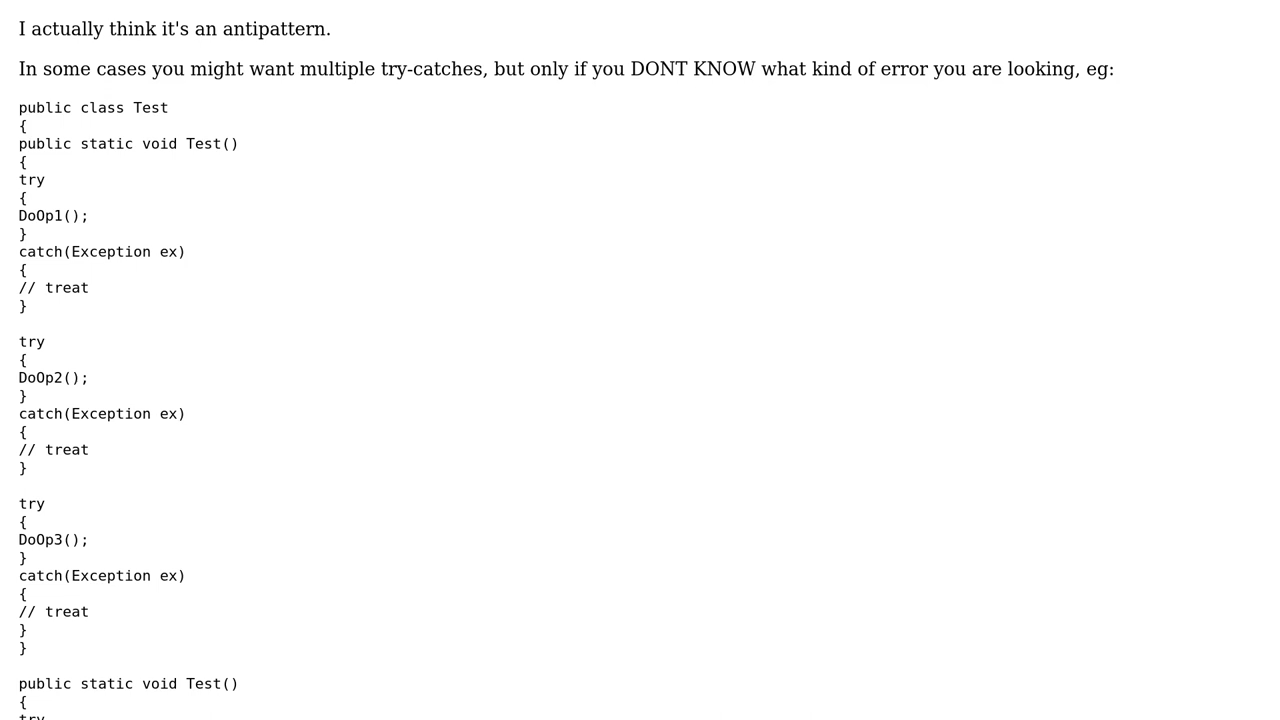 I actually think it's an antipattern.
In some cases you might want multiple try-catches, but only if you DONT KNOW what kind of error you are looking, eg:
public class Test
{
public static void Test()
{
try
{
DoOp1();
}
catch(Exception ex)
{
// treat
}
try
{
DoOp2();
}
catch(Exception ex)
{
// treat
}
try
{
DoOp3();
}
catch(Exception ex)
{
// treat
}
}
public static void Test()
{
try